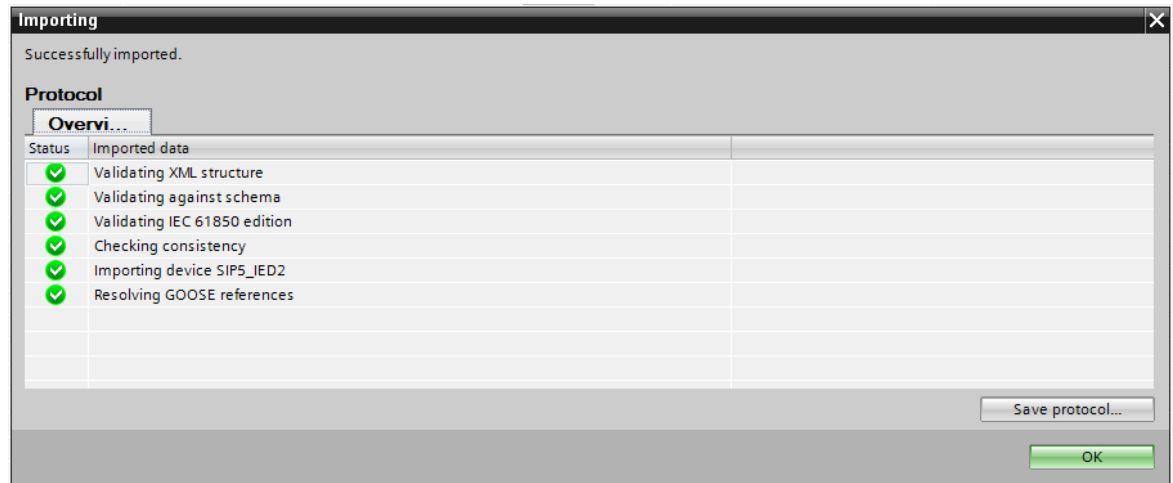 Importing
Successfully imported.
Protocol
Overvi...
Status Imported data
Validating XML structure
Validating against schema
Validating IEC 61850 edition
Checking consistency
Importing device SIP5_IED2
Resolving GOOSE references
Save protocol...
OK